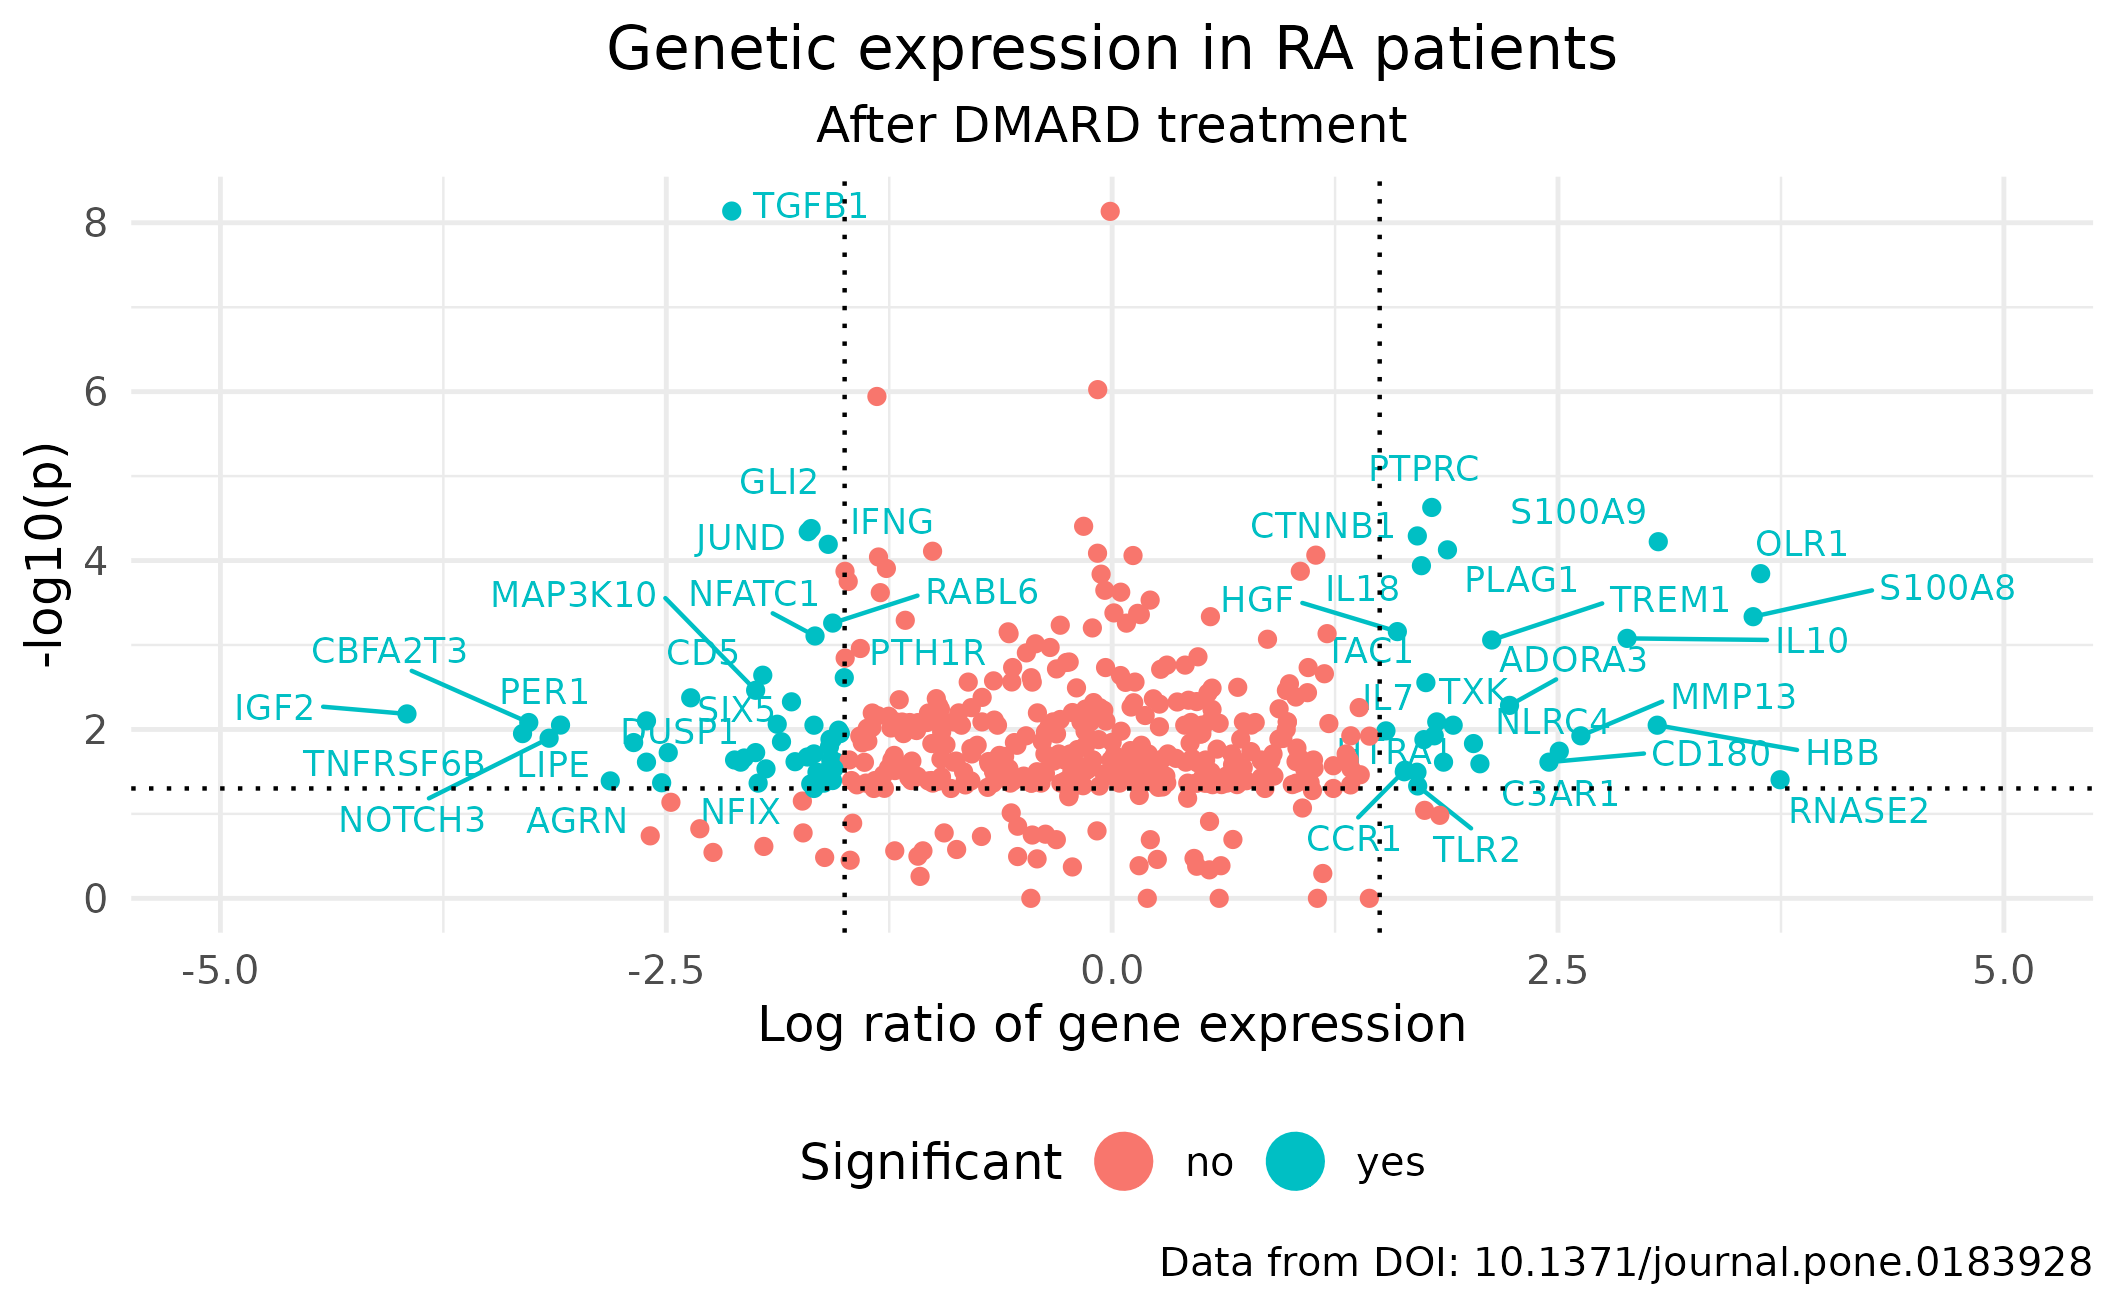 Genetic expression in RA patients
After DMARD treatment
-log10(p)
8
6
4
2
0
TGFB1
GLI2
JUND
IFNG
MAP3K10
NFATC1
RABL6
CBFA2T3
CD5
PTH1R
IGF2
PER1
SIX5
DUSP1
TNFRSF6B
LIPE
NOTCH3
AGRN
NFIX
PTPRC
CTNNB1
S100A9
OLR1
HGF
IL18
PLAG1
TREM1
S100A8
TAC1
ADORA3
IL10
IL7
TXK
NLRC4
MMP13
HTRA1
CD180
HBB
C3AR1
RNASE2
CCR1
TLR2
-5.0
-2.5
0.0
2.5
5.0
Log ratio of gene expression
Significant no yes
Data from DOI: 10.1371/journal.pone.0183928